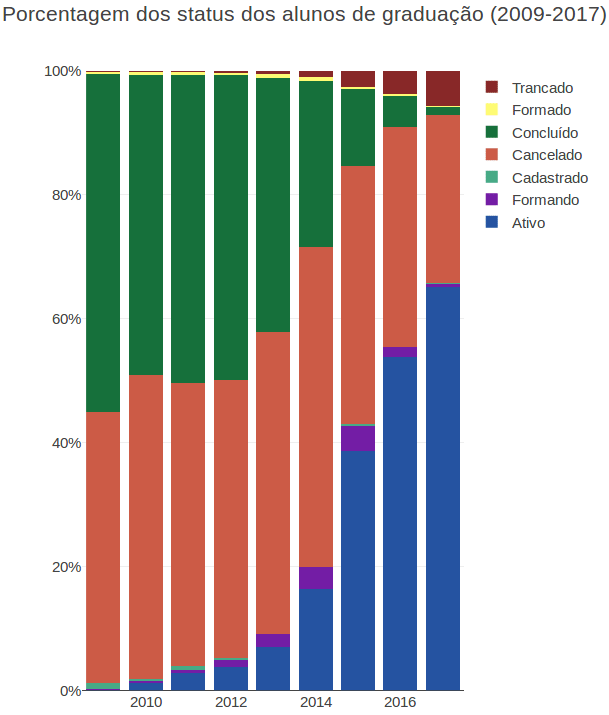 Porcentagem dos status dos alunos de graduação (2009-2017)
100%
80%
60%
40%
20%
0%
2010
2012
2014
2016
Trancado
Formado
Concluído
Cancelado
Cadastrado
Formando
Ativo